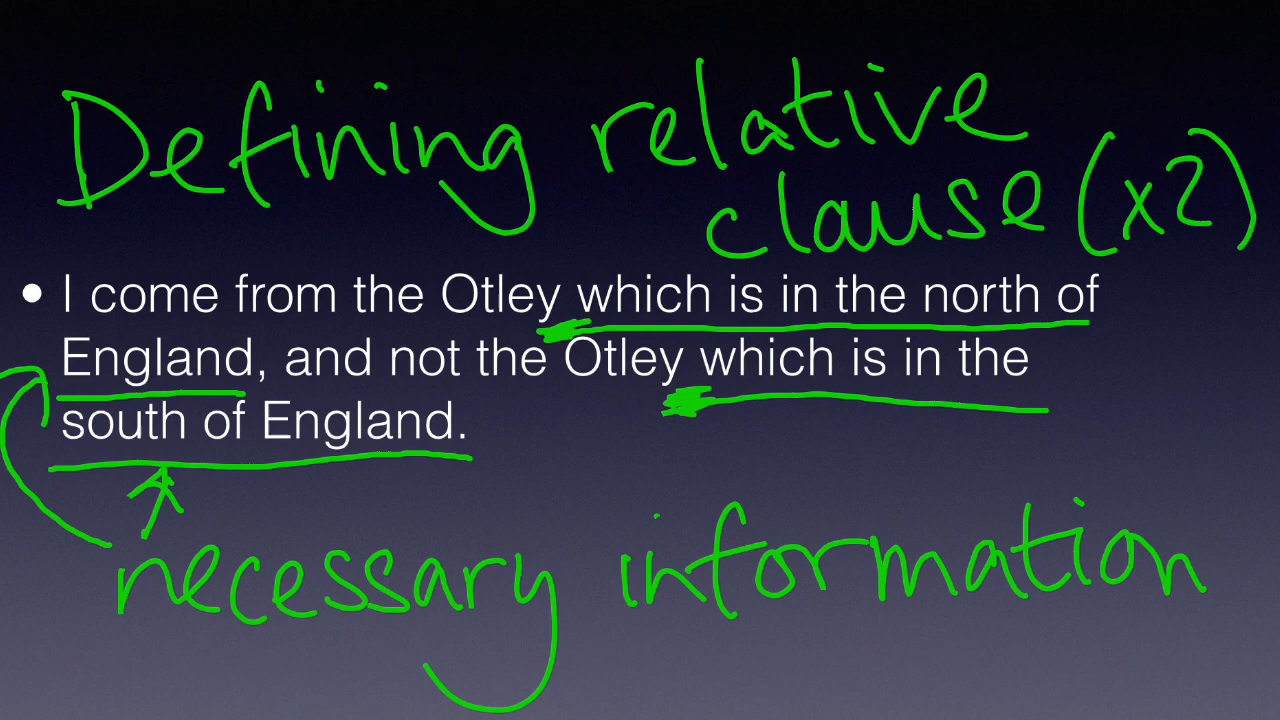 Defining relative
clause (x2)
• I come from the Otley which is in the north of
England, and not the Otley which is in the
south of England.
necessary information